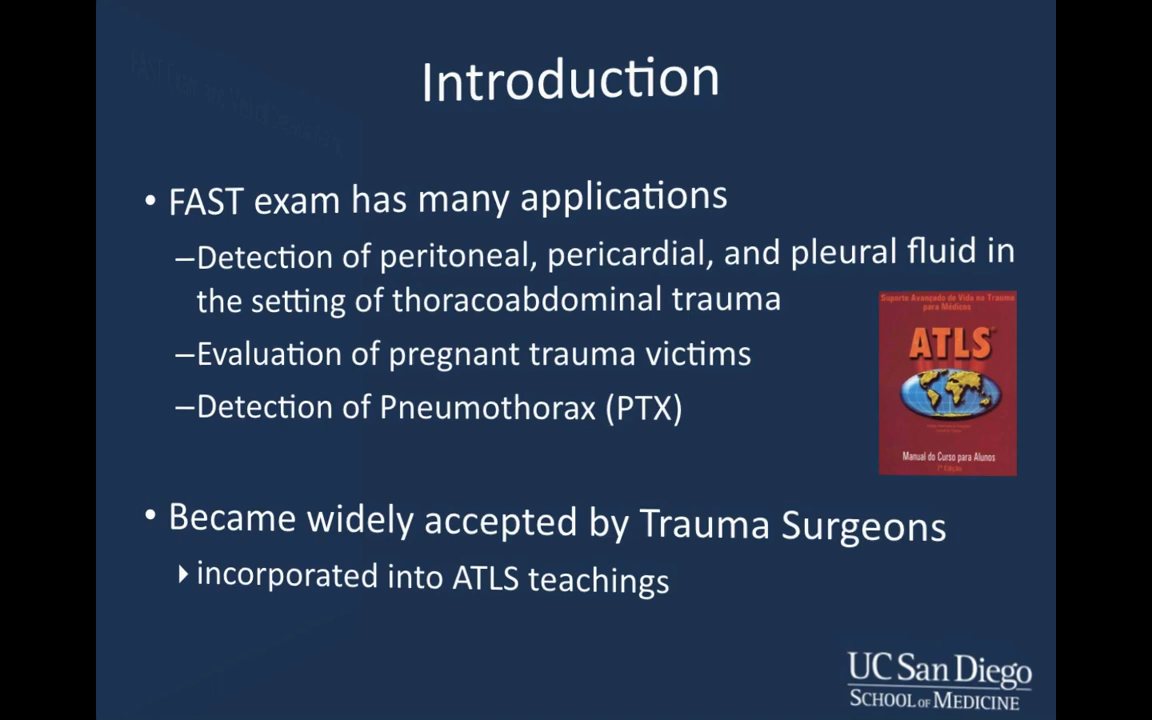 Introduction
• FAST exam has many applications
–Detection of peritoneal, pericardial, and pleural fluid in
the setting of thoracoabdominal trauma
–Evaluation of pregnant trauma victims
–Detection of Pneumothorax (PTX)
Suporte Avançado de Vida no Trauma
para Médicos
ATLS
Manual do Curso para Alunos
7ª Edição
• Became widely accepted by Trauma Surgeons
incorporated into ATLS teachings
UC San Diego
SCHOOL OF MEDICINE